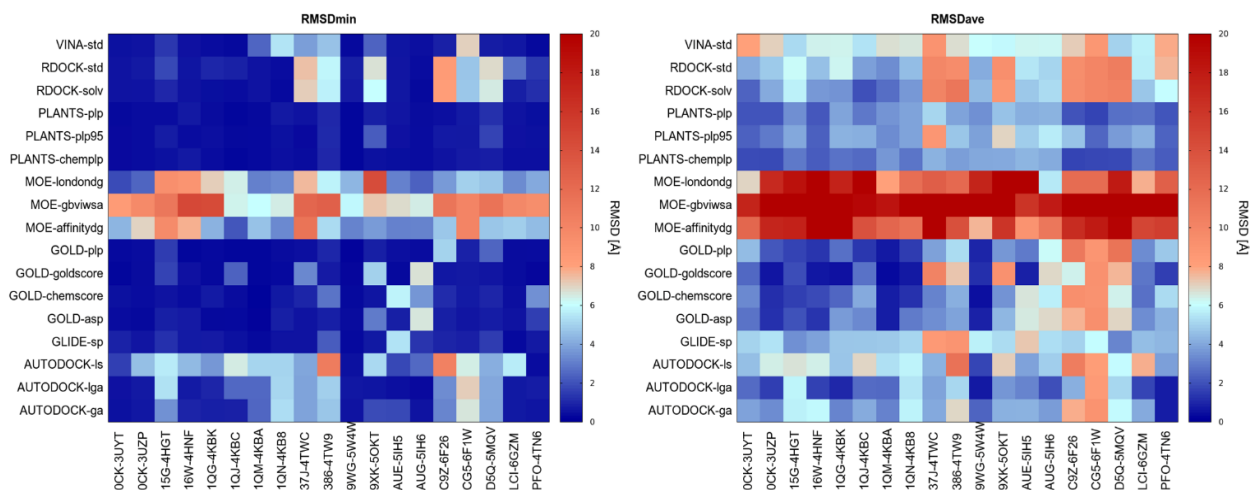 RMSDmin
VINA-std
RDOCK-std
RDOCK-solv
PLANTS-plp
PLANTS-plp95
PLANTS-chemplp
MOE-londondg
MOE-gbviwsa
MOE-affinitydg
GOLD-plp
GOLD-goldscore
GOLD-chemscore
GOLD-asp
GLIDE-sp
AUTODOCK-ls
AUTODOCK-lga
AUTODOCK-ga
0CK-3UYT
0CK-3UZP
15G-4HGT
16W-4HNF
1QG-4KBK
1QJ-4KBC
1QM-4KBA
1QN-4KB8
37J-4TWC
386-4TW9
9WG-5W4W
9XK-5OKT
AUE-5IH5
AUG-5IH6
C9Z-6F26
CG5-6F1W
D5Q-5MQV
LCI-6GZM
PFO-4TN6
20
18
16
14
12
10
8
6
4
2
0
RMSD [Å]
RMSDave
VINA-std
RDOCK-std
RDOCK-solv
PLANTS-plp
PLANTS-plp95
PLANTS-chemplp
MOE-londondg
MOE-gbviwsa
MOE-affinitydg
GOLD-plp
GOLD-goldscore
GOLD-chemscore
GOLD-asp
GLIDE-sp
AUTODOCK-ls
AUTODOCK-lga
AUTODOCK-ga
0CK-3UYT
0CK-3UZP
15G-4HGT
16W-4HNF
1QG-4KBK
1QJ-4KBC
1QM-4KBA
1QN-4KB8
37J-4TWC
386-4TW9
9WG-5W4W
9XK-5OKT
AUE-5IH5
AUG-5IH6
C9Z-6F26
CG5-6F1W
D5Q-5MQV
LCI-6GZM
PFO-4TN6
20
18
16
14
12
10
8
6
4
2
0
RMSD [Å]